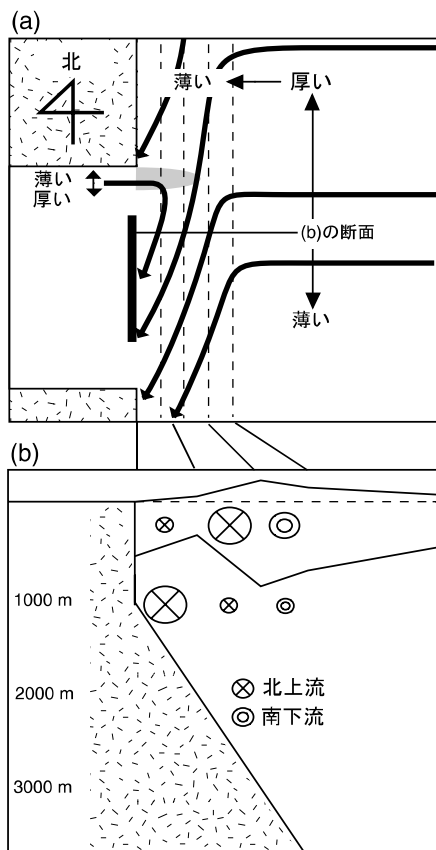 (a)
北
薄い
厚い
薄い
厚い
(b)の断面
薄い
(b)
1000 m
北上流
2000 m
南下流
3000 m